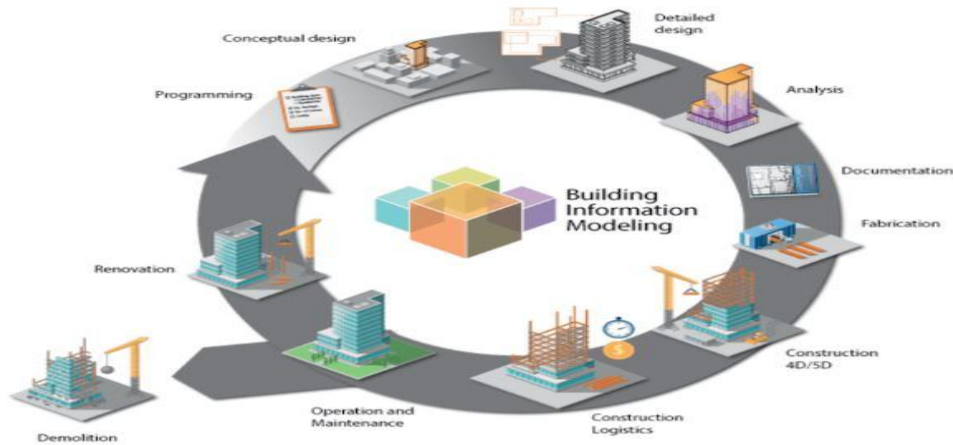 Conceptual design
Detailed
design
Programming
Analysis
Building
Information
Modeling
Documentation
Fabrication
Renovation
Construction
4D/5D
Operation and
Maintenance
Construction
Logistics
Demolition